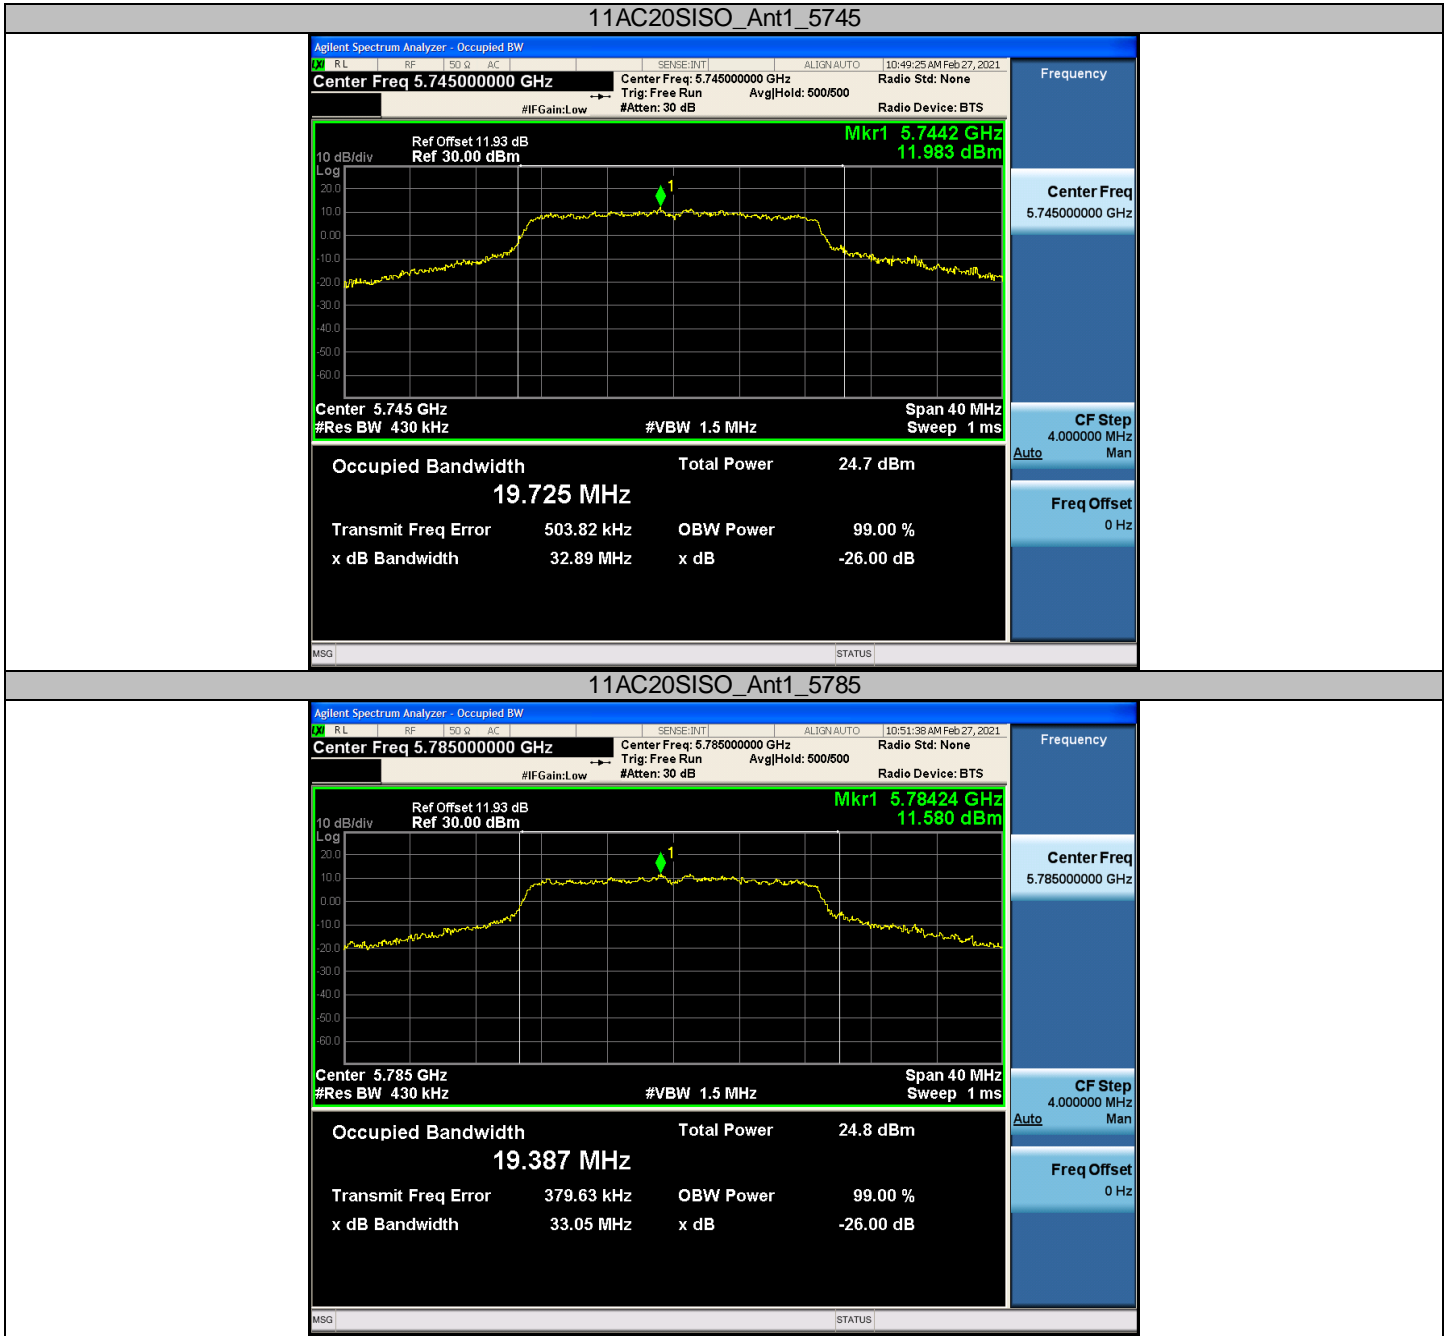 11AC20SISO_Ant1_5745
Agilent Spectrum Analyzer - Occupied BW
LXI RL RF 50 Ω AC SENSE:INT ALIGN AUTO 10:49:25 AM Feb 27, 2021
Center Freq 5.745000000 GHz
Center Freq: 5.745000000 GHz Radio Std: None
Trig: Free Run Avg|Hold: 500/500
#IFGain:Low #Atten: 30 dB Radio Device: BTS
Frequency
Mkr1 5.7442 GHz
11.983 dBm
Ref Offset 11.93 dB
10 dB/div Ref 30.00 dBm
Log
1
20.0
10.0
0.00
-10.0
-20.0
-30.0
-40.0
-50.0
-60.0
Center 5.745 GHz Span 40 MHz
#Res BW 430 kHz #VBW 1.5 MHz Sweep 1 ms
Center Freq
5.745000000 GHz
CF Step
4.000000 MHz
Auto Man
Freq Offset
0 Hz
Occupied Bandwidth Total Power 24.7 dBm
19.725 MHz
Transmit Freq Error 503.82 kHz OBW Power 99.00 %
x dB Bandwidth 32.89 MHz x dB -26.00 dB
MSG STATUS
11AC20SISO_Ant1_5785
Agilent Spectrum Analyzer - Occupied BW
LXI RL RF 50 Ω AC SENSE:INT ALIGN AUTO 10:51:38 AM Feb 27, 2021
Center Freq 5.785000000 GHz
Center Freq: 5.785000000 GHz Radio Std: None
Trig: Free Run Avg|Hold: 500/500
#IFGain:Low #Atten: 30 dB Radio Device: BTS
Frequency
Mkr1 5.78424 GHz
11.580 dBm
Ref Offset 11.93 dB
10 dB/div Ref 30.00 dBm
Log
1
20.0
10.0
0.00
-10.0
-20.0
-30.0
-40.0
-50.0
-60.0
Center 5.785 GHz Span 40 MHz
#Res BW 430 kHz #VBW 1.5 MHz Sweep 1 ms
Center Freq
5.785000000 GHz
CF Step
4.000000 MHz
Auto Man
Freq Offset
0 Hz
Occupied Bandwidth Total Power 24.8 dBm
19.387 MHz
Transmit Freq Error 379.63 kHz OBW Power 99.00 %
x dB Bandwidth 33.05 MHz x dB -26.00 dB
MSG STATUS